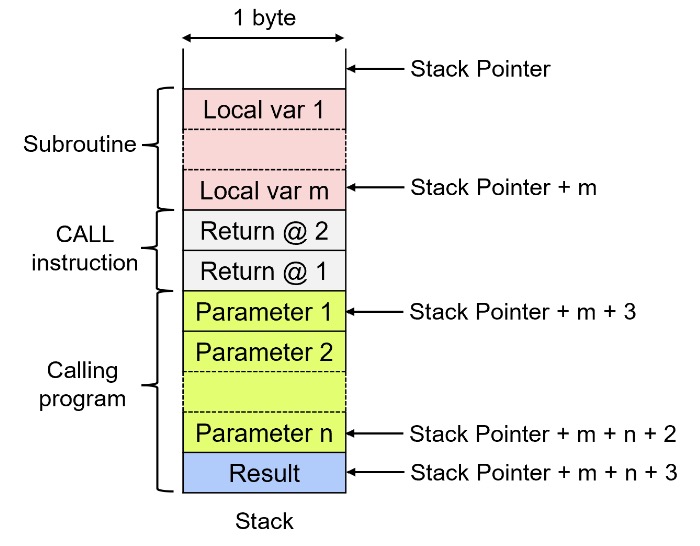 1 byte
Stack Pointer
Local var 1
Subroutine
Local var m
Stack Pointer + m
CALL
instruction
Return @ 2
Return @ 1
Parameter 1
Stack Pointer + m + 3
Parameter 2
Calling
program
Parameter n
Stack Pointer + m + n + 2
Result
Stack Pointer + m + n + 3
Stack